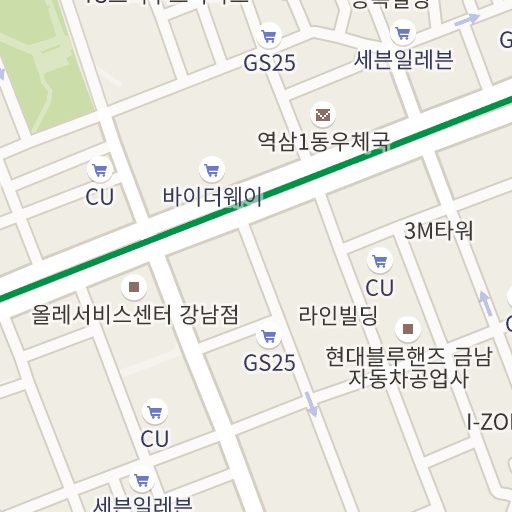 GS25
세븐일레븐
역삼1동우체국
CU
바이더웨이
3M타워
CU
올레서비스센터 강남점
라인빌딩
GS25
현대블루핸즈 금남
자동차공업사
I-ZO
CU
세븐일레븐